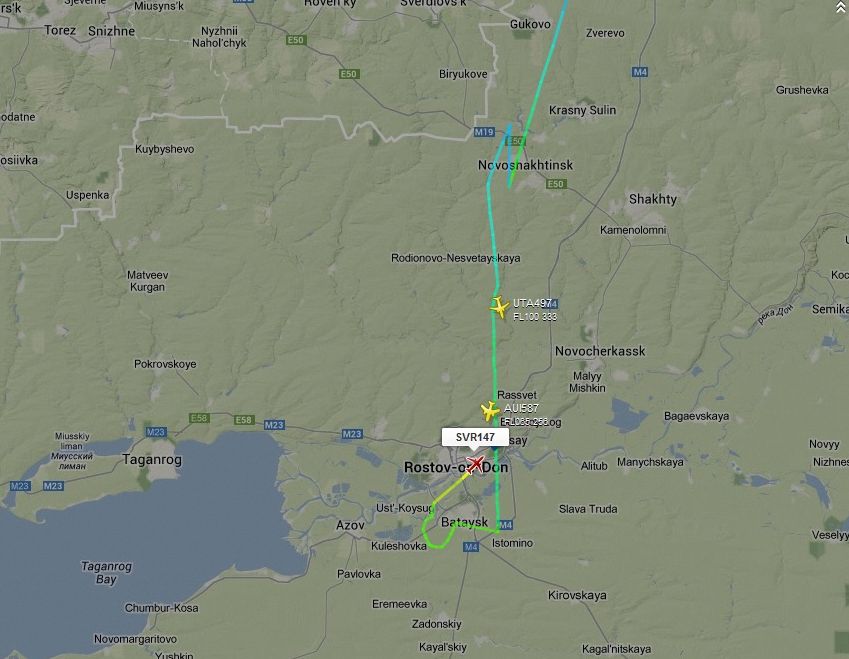 Miusyns'k
Roven'ky
Sverdlovs'k
rs'k
Torez
Snizhne
Nyzhnii
Nahol'chyk
Gukovo
Zverevo
E50
E50
Biryukove
M4
Grushevka
Krasny Sulin
odatne
M19
E50
osiivka
Kuybyshevo
Novoshakhtinsk
E50
Uspenka
Shakhty
Kamenolomni
Rodionovo-Nesvetayskaya
Matveev
Kurgan
UTA497
FL100 333
река Дон
Semika
Novocherkassk
Pokrovskoye
Malyy
Mishkin
Rassvet
AUI587
Bagaevskaya
E58
E58
M23
M23
M23
SVR147
say
Miusskiy
liman
Миусский
лиман
Taganrog
Rostov-on-Don
Alitub
Manychskaya
Novyy
Nizhnes
M23
M23
Ust'-Koysug
Slava Truda
Azov
Bataysk
M4
Veselyy
Kuleshovka
M4
Istomino
Taganrog
Bay
Pavlovka
Kirovskaya
Chumbur-Kosa
Eremeevka
Zadonskiy
Novomargaritovo
Kayal'skiy
Kagal'nitskaya
Yushkin